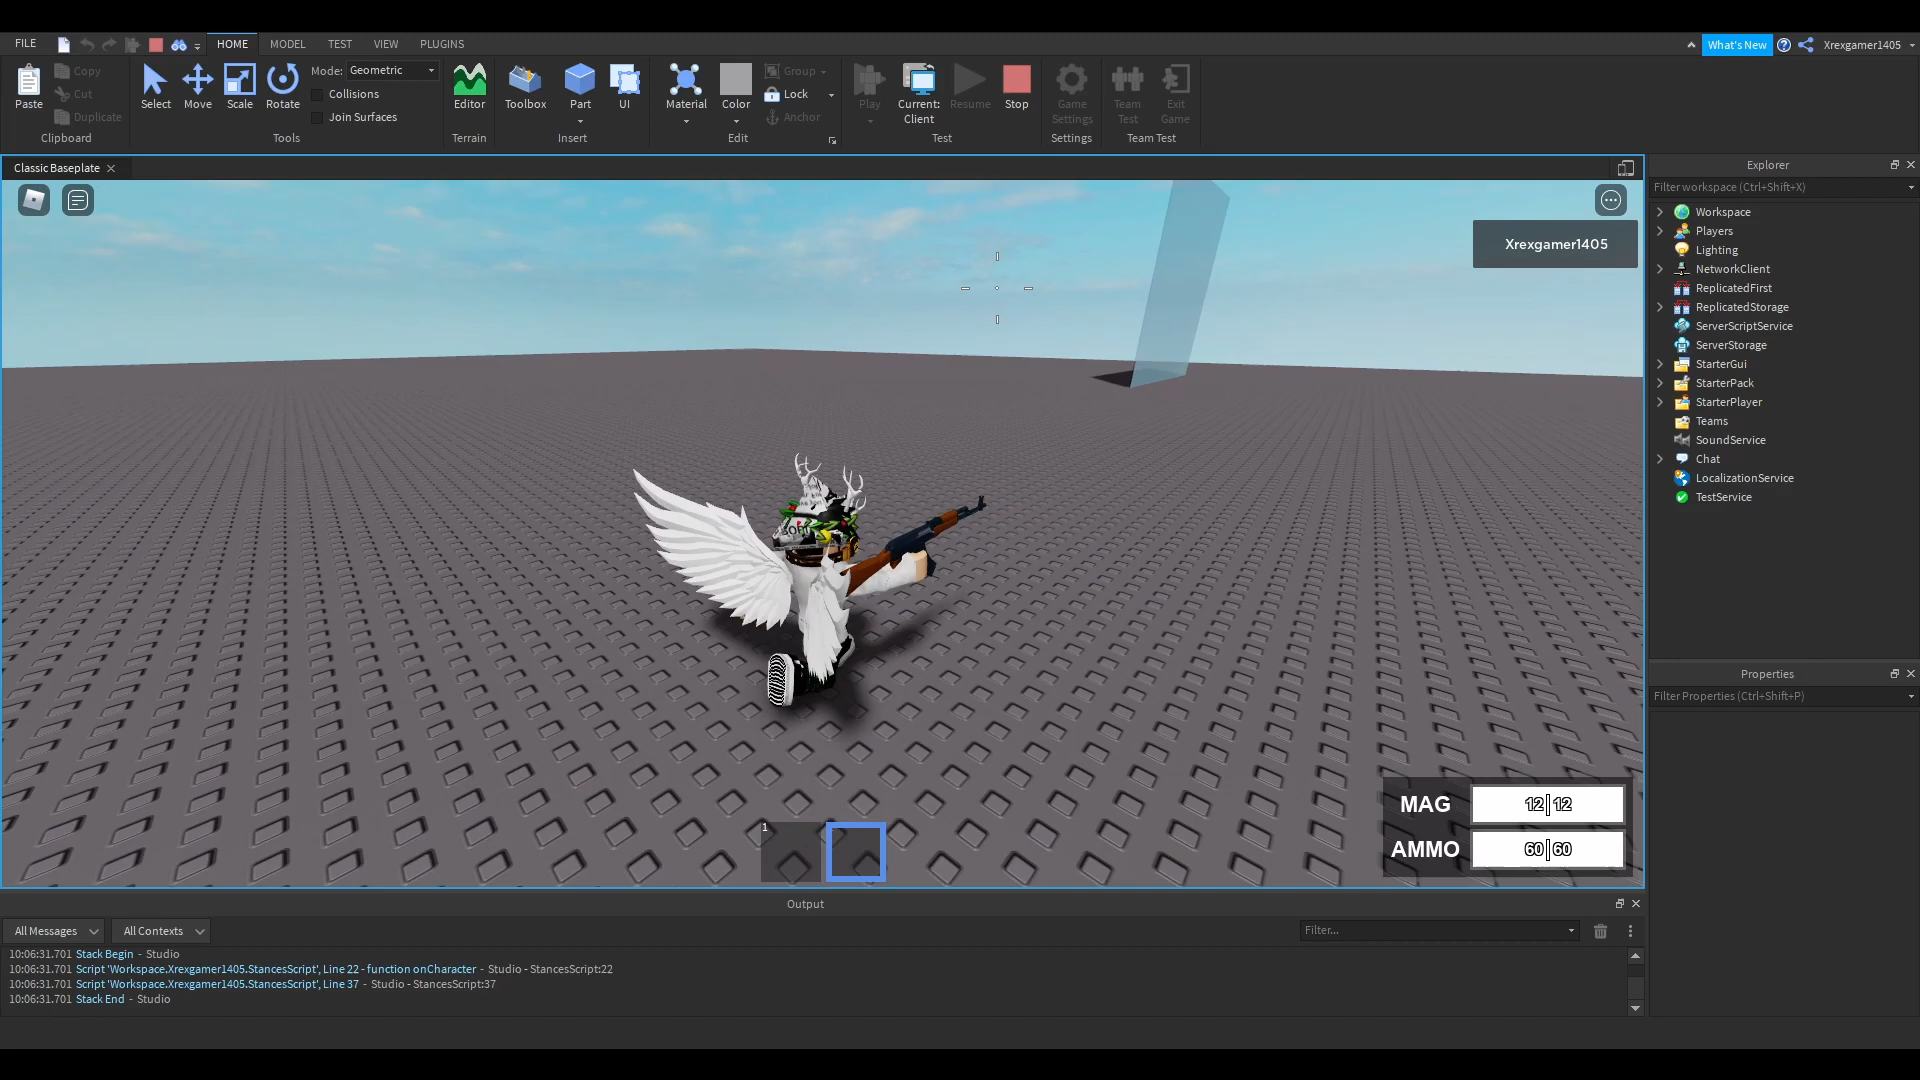 FILE HOME MODEL TEST VIEW PLUGINS What's New Xrexgamer1405
Paste Copy Cut Duplicate Clipboard
Select Move Scale Rotate Mode: Geometric Collisions Join Surfaces Tools
Editor Terrain
Toolbox Part UI Insert
Material Color Group Lock Anchor Edit
Play Current: Client Resume Stop Test
Game Settings Settings
Team Test Exit Game Team Test
Classic Baseplate
Xrexgamer1405
1
MAG 12|12
AMMO 60|60
Explorer
Filter workspace (Ctrl+Shift+X)
Workspace
Players
Lighting
NetworkClient
ReplicatedFirst
ReplicatedStorage
ServerScriptService
ServerStorage
StarterGui
StarterPack
StarterPlayer
Teams
SoundService
Chat
LocalizationService
TestService
Properties
Filter Properties (Ctrl+Shift+P)
Output
All Messages All Contexts Filter...
10:06:31.701 Stack Begin - Studio
10:06:31.701 Script 'Workspace.Xrexgamer1405.StancesScript', Line 22 - function onCharacter - Studio - StancesScript:22
10:06:31.701 Script 'Workspace.Xrexgamer1405.StancesScript', Line 37 - Studio - StancesScript:37
10:06:31.701 Stack End - Studio